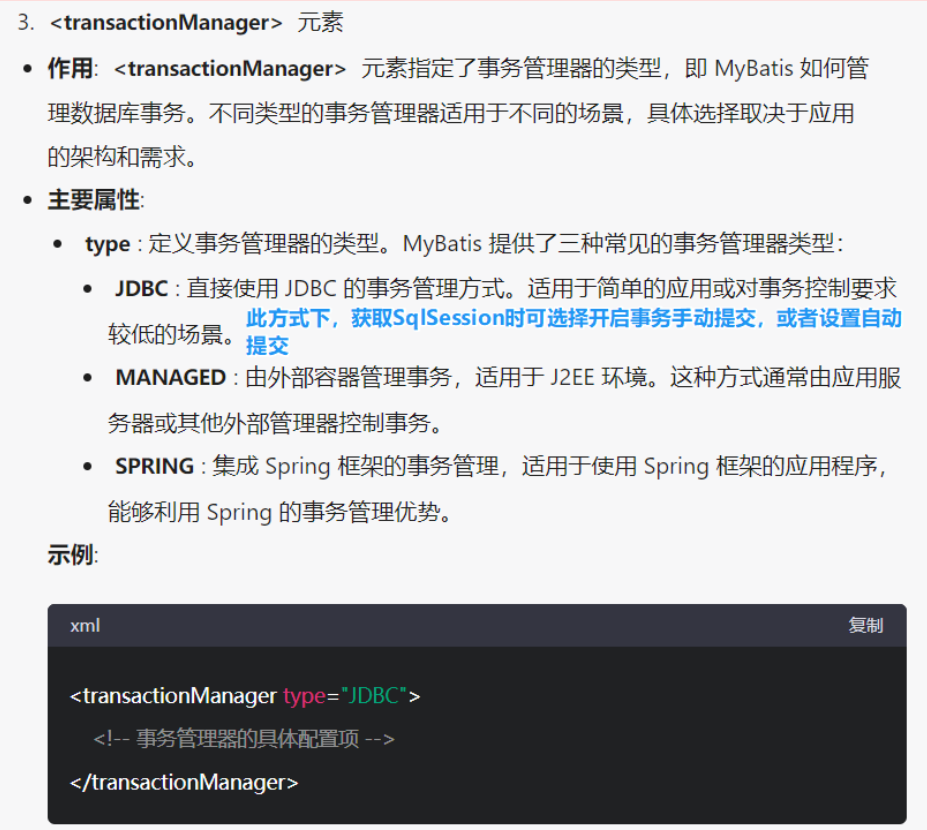 3. <transactionManager> 元素
• 作用: <transactionManager> 元素指定了事务管理器的类型，即 MyBatis 如何管
理数据库事务。不同类型的事务管理器适用于不同的场景，具体选择取决于应用
的架构和需求。
• 主要属性:
• type : 定义事务管理器的类型。MyBatis 提供了三种常见的事务管理器类型：
• JDBC : 直接使用 JDBC 的事务管理方式。适用于简单的应用或对事务控制要求
较低的场景。
此方式下，获取SqlSession时可选择开启事务手动提交，或者设置自动
提交
• MANAGED : 由外部容器管理事务，适用于 J2EE 环境。这种方式通常由应用服
务器或其他外部管理器控制事务。
• SPRING : 集成 Spring 框架的事务管理，适用于使用 Spring 框架的应用程序，
能够利用 Spring 的事务管理优势。
示例:
xml 复制
<transactionManager type="JDBC">
<!-- 事务管理器的具体配置项 -->
</transactionManager>